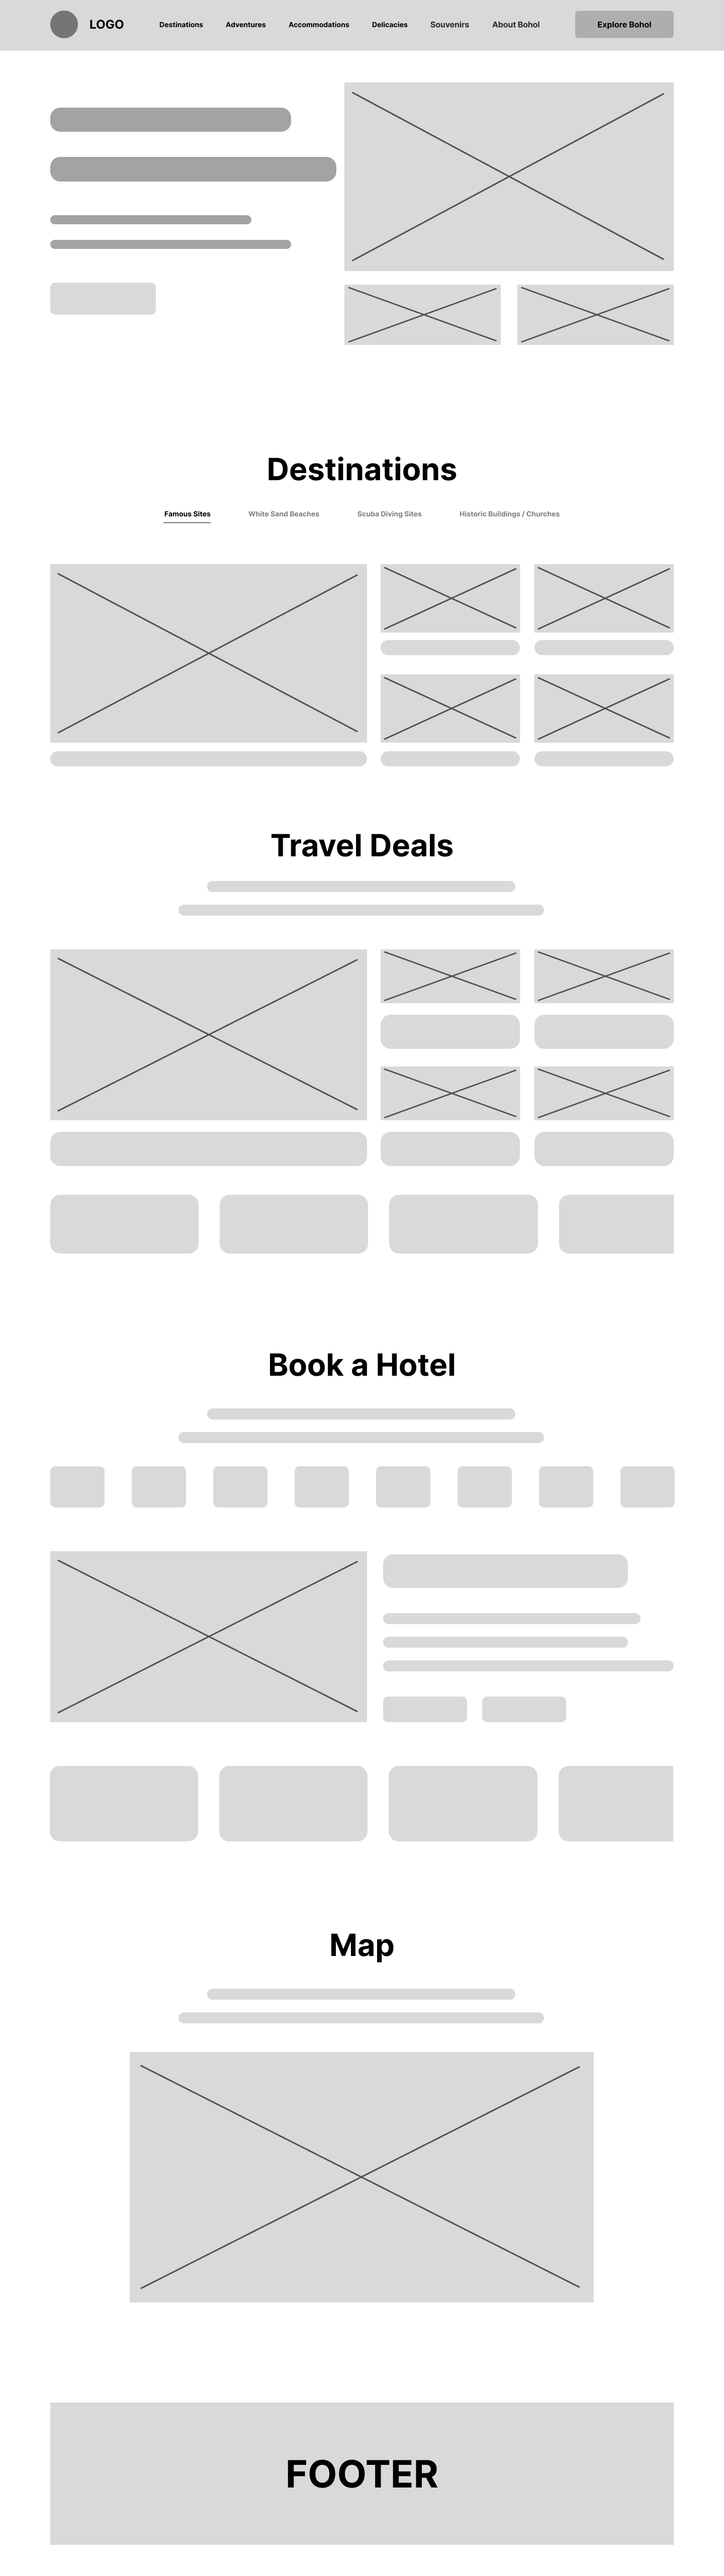 LOGO Destinations Adventures Accommodations Delicacies Souvenirs About Bohol Explore Bohol
Destinations
Famous Sites White Sand Beaches Scuba Diving Sites Historic Buildings / Churches
Travel Deals
Book a Hotel
Map
FOOTER